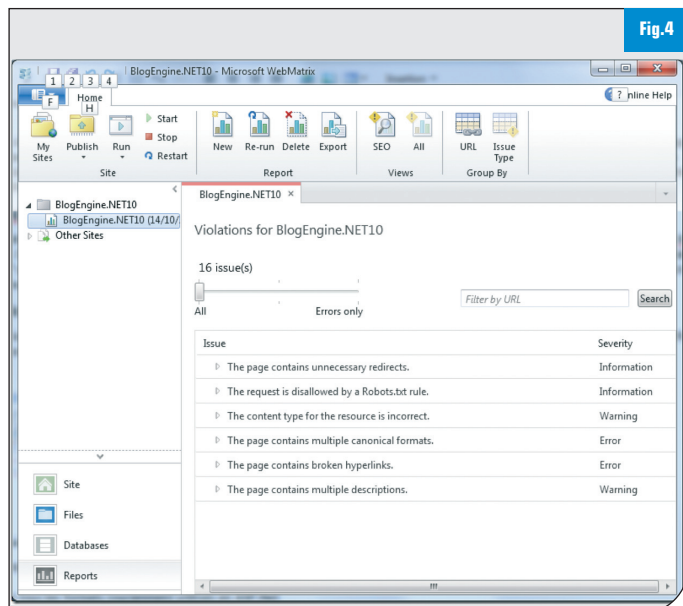 Fig.4
BlogEngine.NET10 - Microsoft WebMatrix
1 2 3 4
F
Home
H
? nline Help
My Sites
Publish
Run
Start
Stop
Restart
Site
New
Re-run
Delete
Export
Report
SEO
All
Views
URL
Issue Type
Group By
BlogEngine.NET10
BlogEngine.NET10 (14/10/
Other Sites
Site
Files
Databases
Reports
BlogEngine.NET10 ×
Violations for BlogEngine.NET10
16 issue(s)
All Errors only
Filter by URL Search
Issue Severity
The page contains unnecessary redirects. Information
The request is disallowed by a Robots.txt rule. Information
The content type for the resource is incorrect. Warning
The page contains multiple canonical formats. Error
The page contains broken hyperlinks. Error
The page contains multiple descriptions. Warning